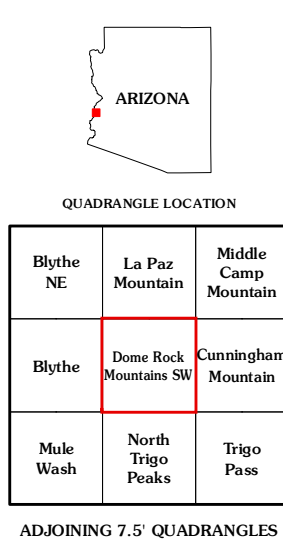 ARIZONA
QUADRANGLE LOCATION
Blythe
NE
La Paz
Mountain
Middle
Camp
Mountain
Blythe
Dome Rock
Mountains SW
Cunningham
Mountain
Mule
Wash
North
Trigo
Peaks
Trigo
Pass
ADJOINING 7.5' QUADRANGLES